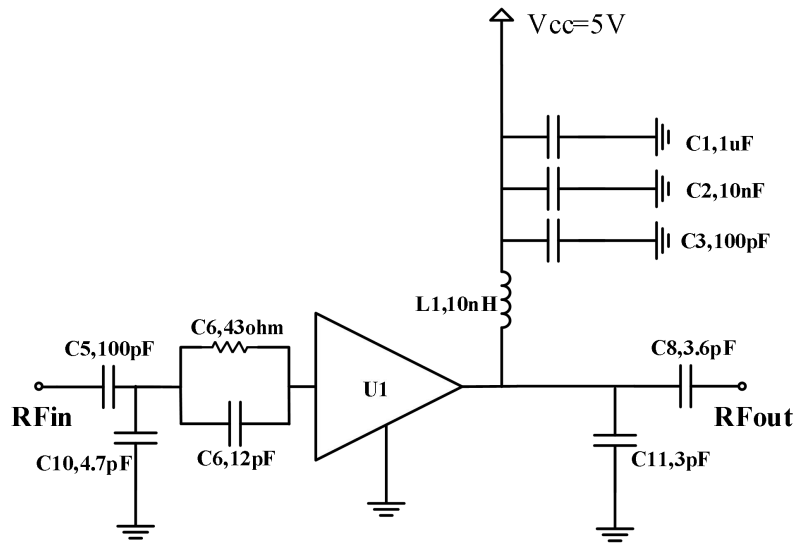 Vcc=5V
C1,1uF
C2,10nF
C3,100pF
L1,10nH
C6,43ohm
C5,100pF
C8,3.6pF
U1
RFin
RFout
C10,4.7pF
C6,12pF
C11,3pF